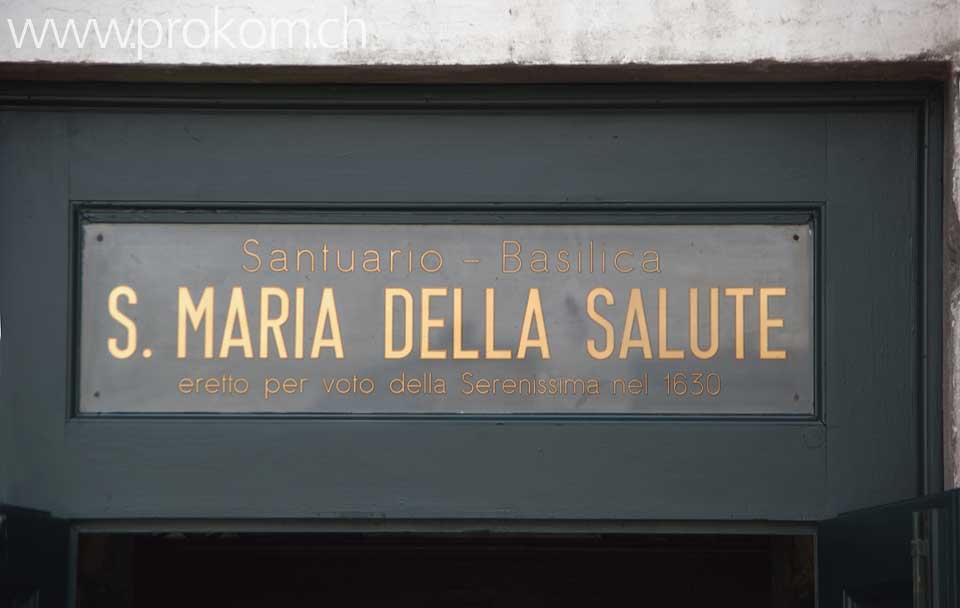 www.prokom.ch
Santuario - Basilica
S. MARIA DELLA SALUTE
eretto per voto della Serenissima nel 1630